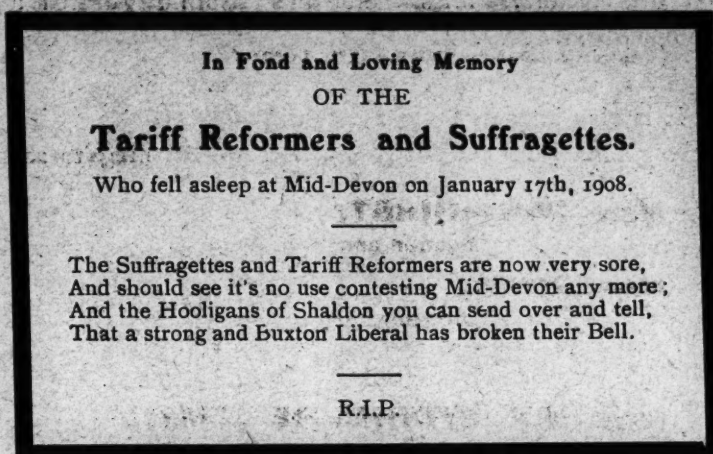 In Fond and Loving Memory
OF THE
Tariff Reformers and Suffragettes.
Who fell asleep at Mid-Devon on January 17th, 1908.
The Suffragettes and Tariff Reformers are now very sore,
And should see it's no use contesting Mid-Devon any more;
And the Hooligans of Shaldon you can send over and tell,
That a strong and Buxton Liberal has broken their Bell.
R.I.P.